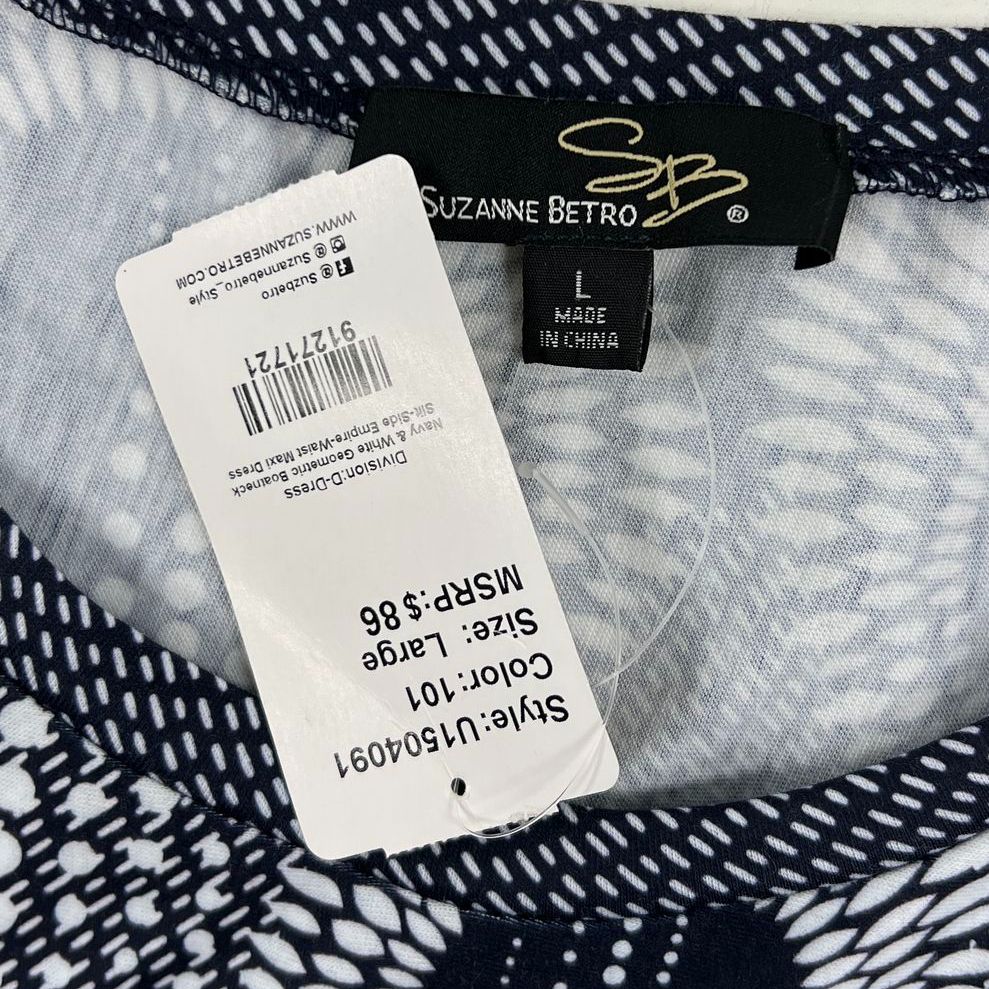 SB
SUZANNE BETRO ®
L
MADE
IN CHINA
Style:U1504091
Color:101
Size: Large
MSRP:$86
Division:D-Dress
Navy & White Geometric Boatneck
Slit-Side Empire-Waist Maxi Dress
91271721
@ Suzbetro
@ Suzannebetro_Style
WWW.SUZANNEBETRO.COM